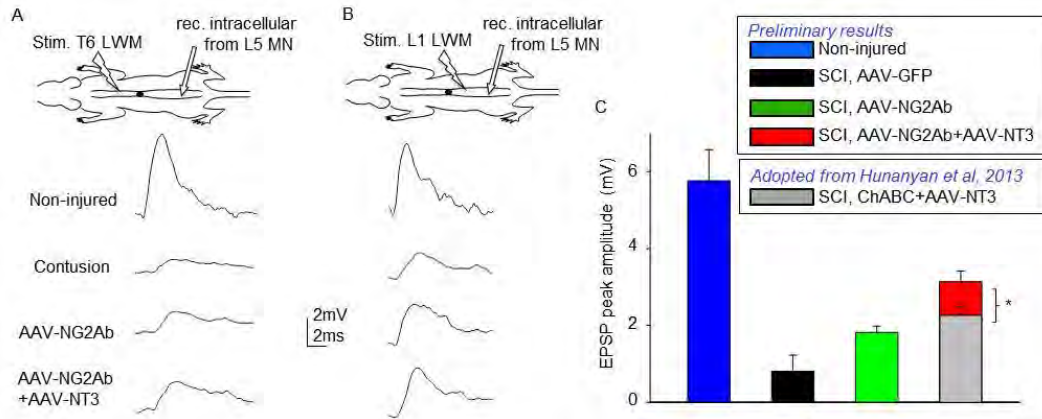 A
Stim. T6 LWM
rec. intracellular
from L5 MN
Non-injured
Contusion
AAV-NG2Ab
AAV-NG2Ab
+AAV-NT3
B
Stim. L1 LWM
rec. intracellular
from L5 MN
2mV
2ms
C
EPSP peak amplitude (mV)
6
4
2
0
*
Preliminary results
Non-injured
SCI, AAV-GFP
SCI, AAV-NG2Ab
SCI, AAV-NG2Ab+AAV-NT3
Adopted from Hunanyan et al, 2013
SCI, ChABC+AAV-NT3